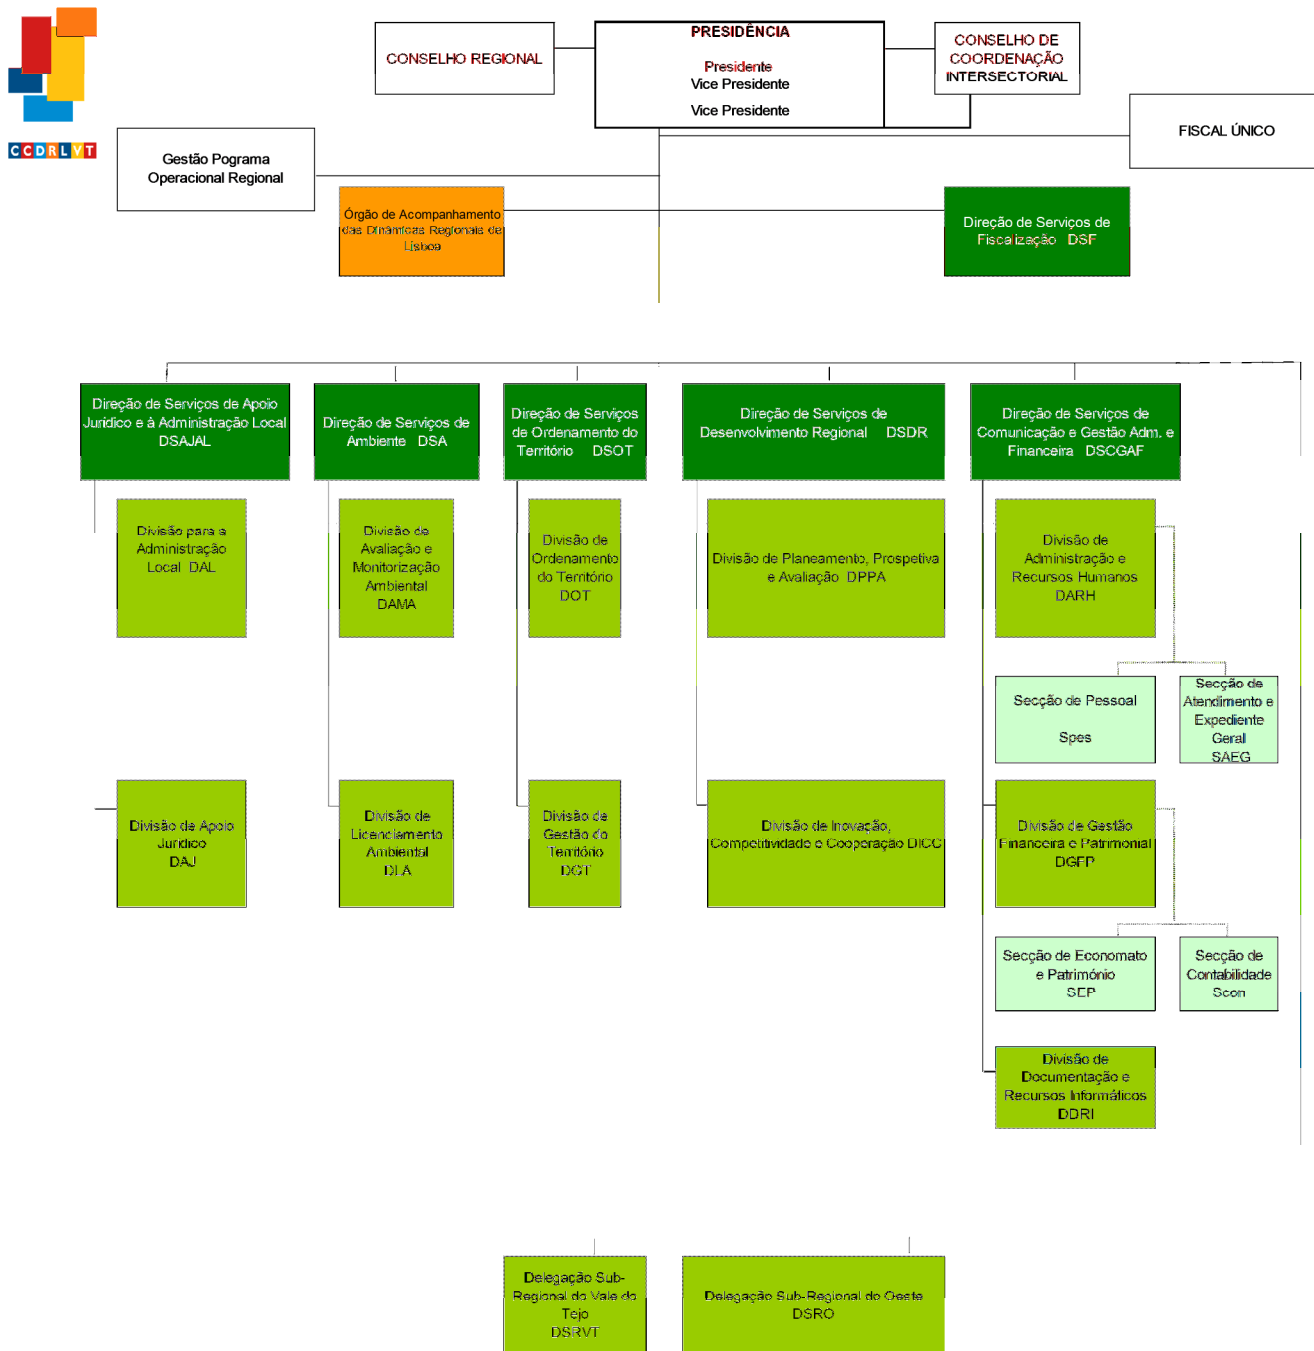 CCDRLVT
CONSELHO REGIONAL
PRESIDÊNCIA
Presidente
Vice Presidente
Vice Presidente
CONSELHO DE
COORDENAÇÃO
INTERSECTORIAL
FISCAL ÚNICO
Gestão Pograma
Operacional Regional
Órgão de Acompanhamento
das Dinâmicas Regionais de
Lisboa
Direção de Serviços de
Fiscalização DSF
Direção de Serviços de Apoio
Jurídico e à Administração Local
DSAJAL
Direção de Serviços de
Ambiente DSA
Direção de Serviços
de Ordenamento do
Território DSOT
Direção de Serviços de
Desenvolvimento Regional DSDR
Direção de Serviços de
Comunicação e Gestão Adm. e
Financeira DSCGAF
Divisão para a
Administração
Local DAL
Divisão de
Avaliação e
Monitorização
Ambiental
DAMA
Divisão de
Ordenamento
do Território
DOT
Divisão de Planeamento, Prospetiva
e Avaliação DPPA
Divisão de
Administração e
Recursos Humanos
DARH
Secção de Pessoal
Spes
Secção de
Atendimento e
Expediente
Geral
SAEG
Divisão de Apoio
Jurídico
DAJ
Divisão de
Licenciamento
Ambiental
DLA
Divisão de
Gestão do
Território
DGT
Divisão de Inovação,
Competitividade e Cooperação DICC
Divisão de Gestão
Financeira e Patrimonial
DGFP
Secção de Economato
e Património
SEP
Secção de
Contabilidade
Scon
Divisão de
Documentação e
Recursos Informáticos
DDRI
Delegação Sub-
Regional do Vale do
Tejo
DSRVT
Delegação Sub-Regional do Oeste
DSRO